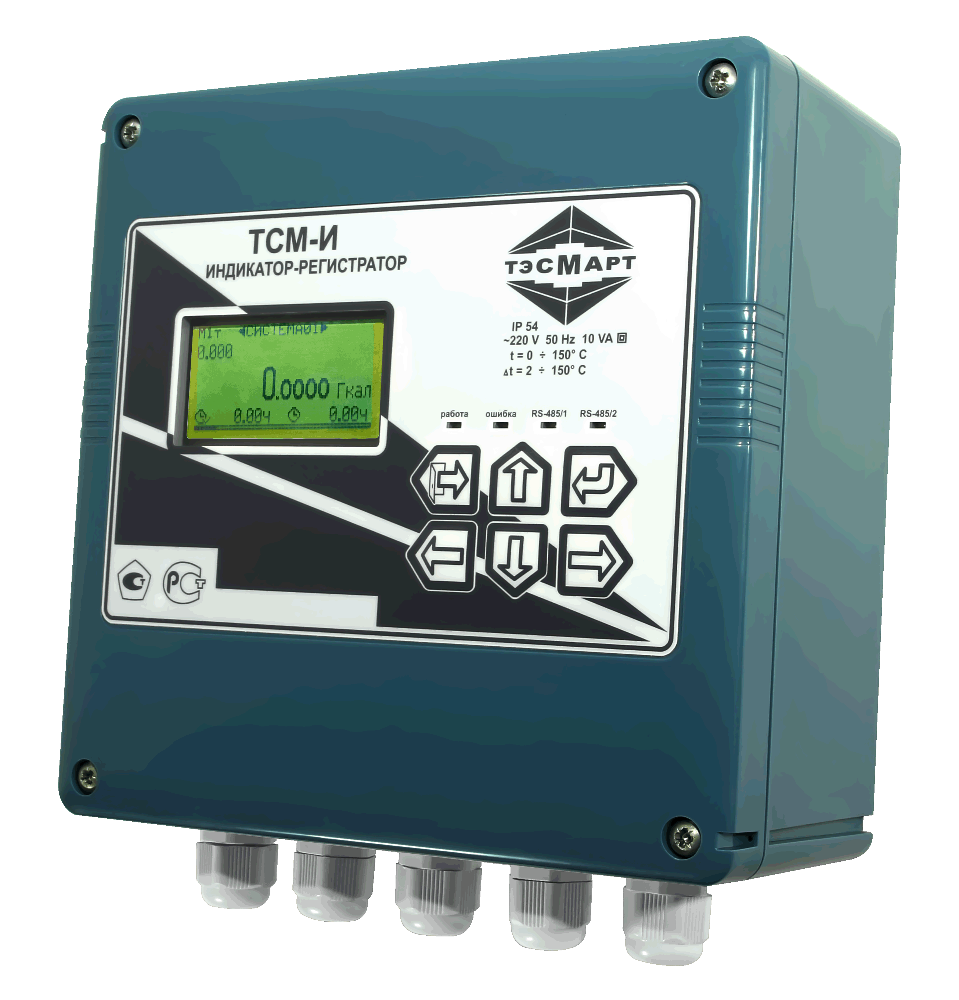 ТСМ-И
ИНДИКАТОР-РЕГИСТРАТОР
ТЭСМАРТ
IP 54
~220 V 50 Hz 10 VA
t = 0 ÷ 150° C
Δt = 2 ÷ 150° C
М1т ◀СИСТЕМА01▶
0.000
0.0000 Гкал
0.00ч 0.00ч
работа ошибка RS-485/1 RS-485/2
РСт